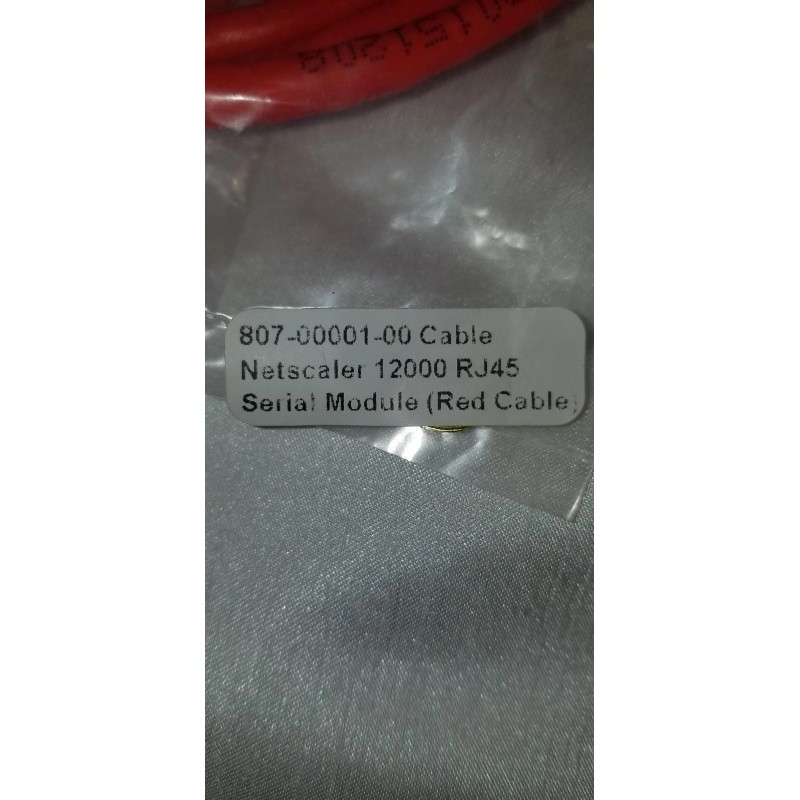 807-00001-00 Cable
Netscaler 12000 RJ45
Serial Module (Red Cable)